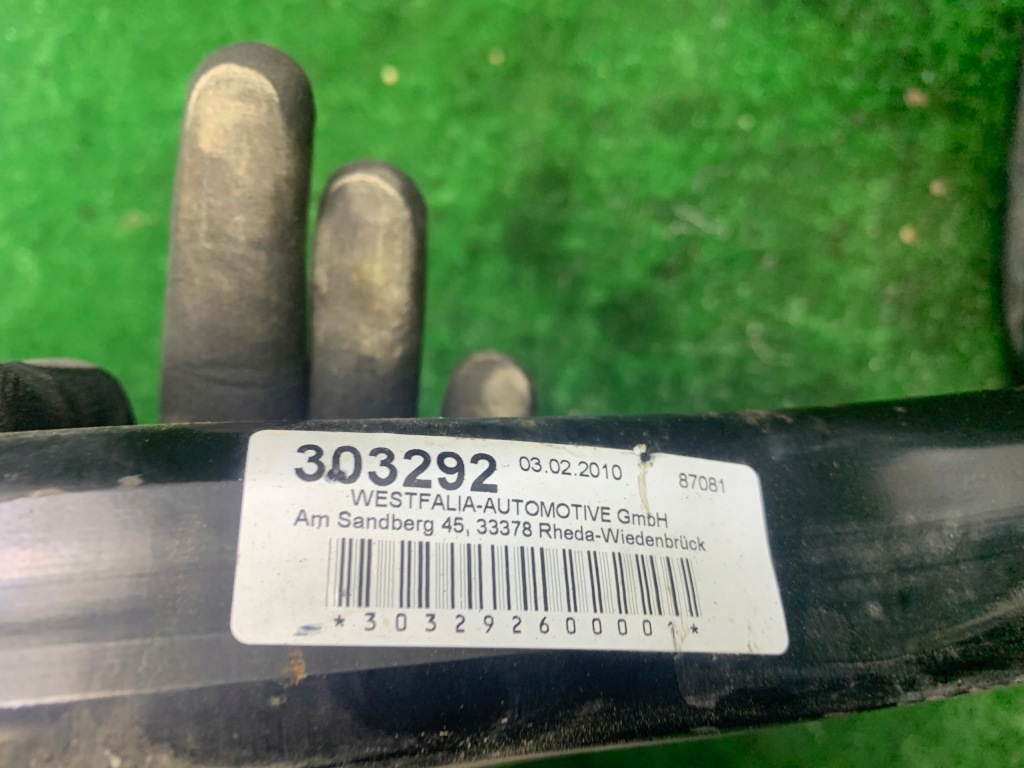 303292 03.02.2010 87081
WESTFALIA-AUTOMOTIVE GmbH
Am Sandberg 45, 33378 Rheda-Wiedenbrück
*303292600001*